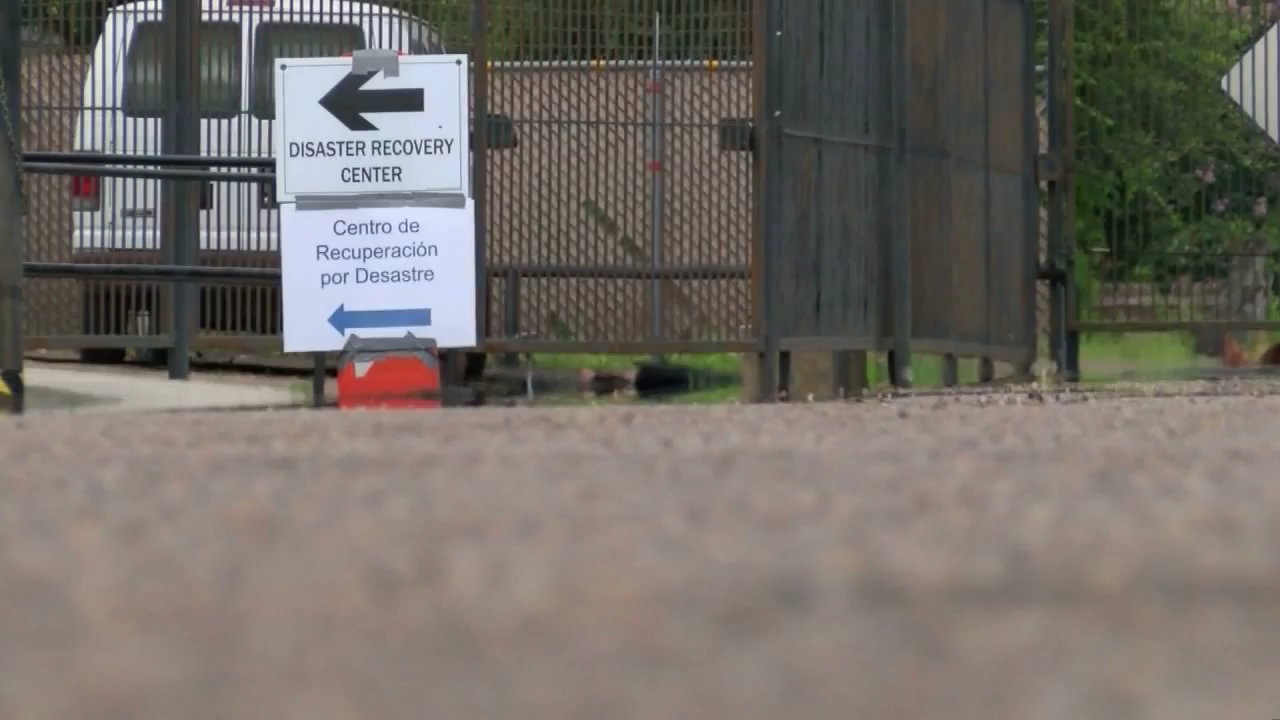 DISASTER RECOVERY
CENTER
Centro de
Recuperación
por Desastre